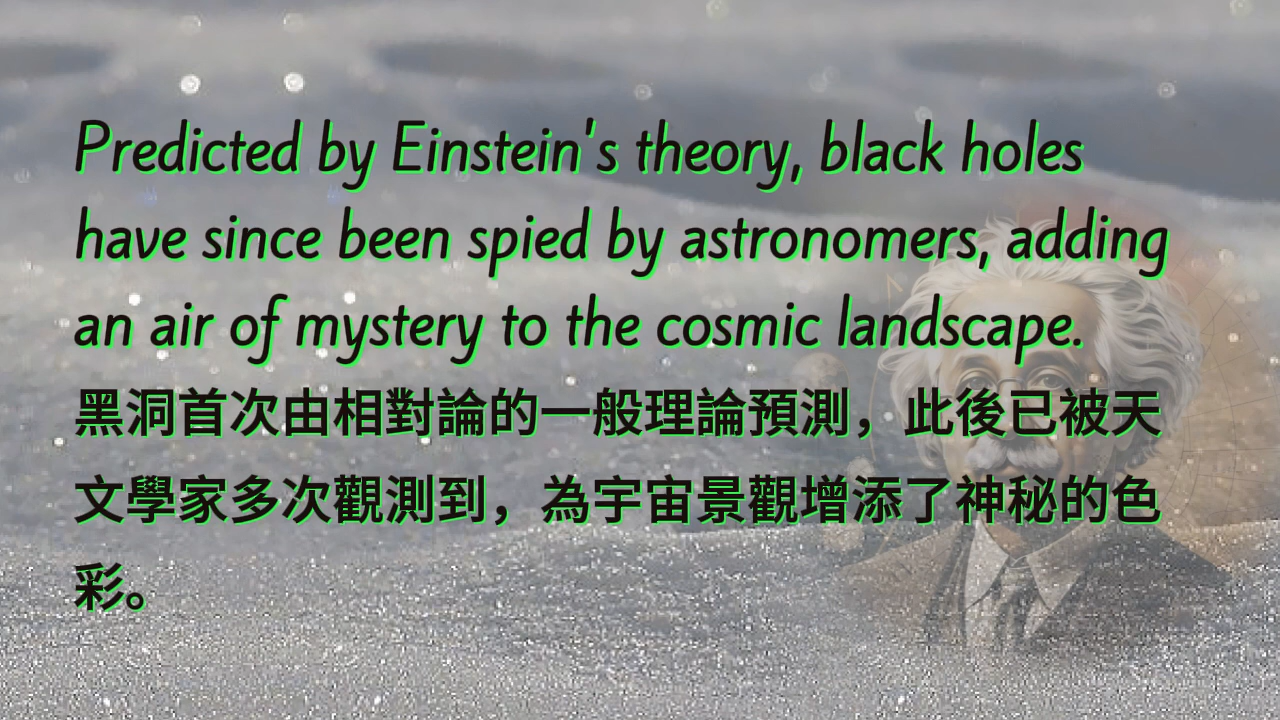 Predicted by Einstein's theory, black holes
have since been spied by astronomers, adding
an air of mystery to the cosmic landscape.
黑洞首次由相對論的一般理論預測，此後已被天
文學家多次觀測到，為宇宙景觀增添了神秘的色
彩。